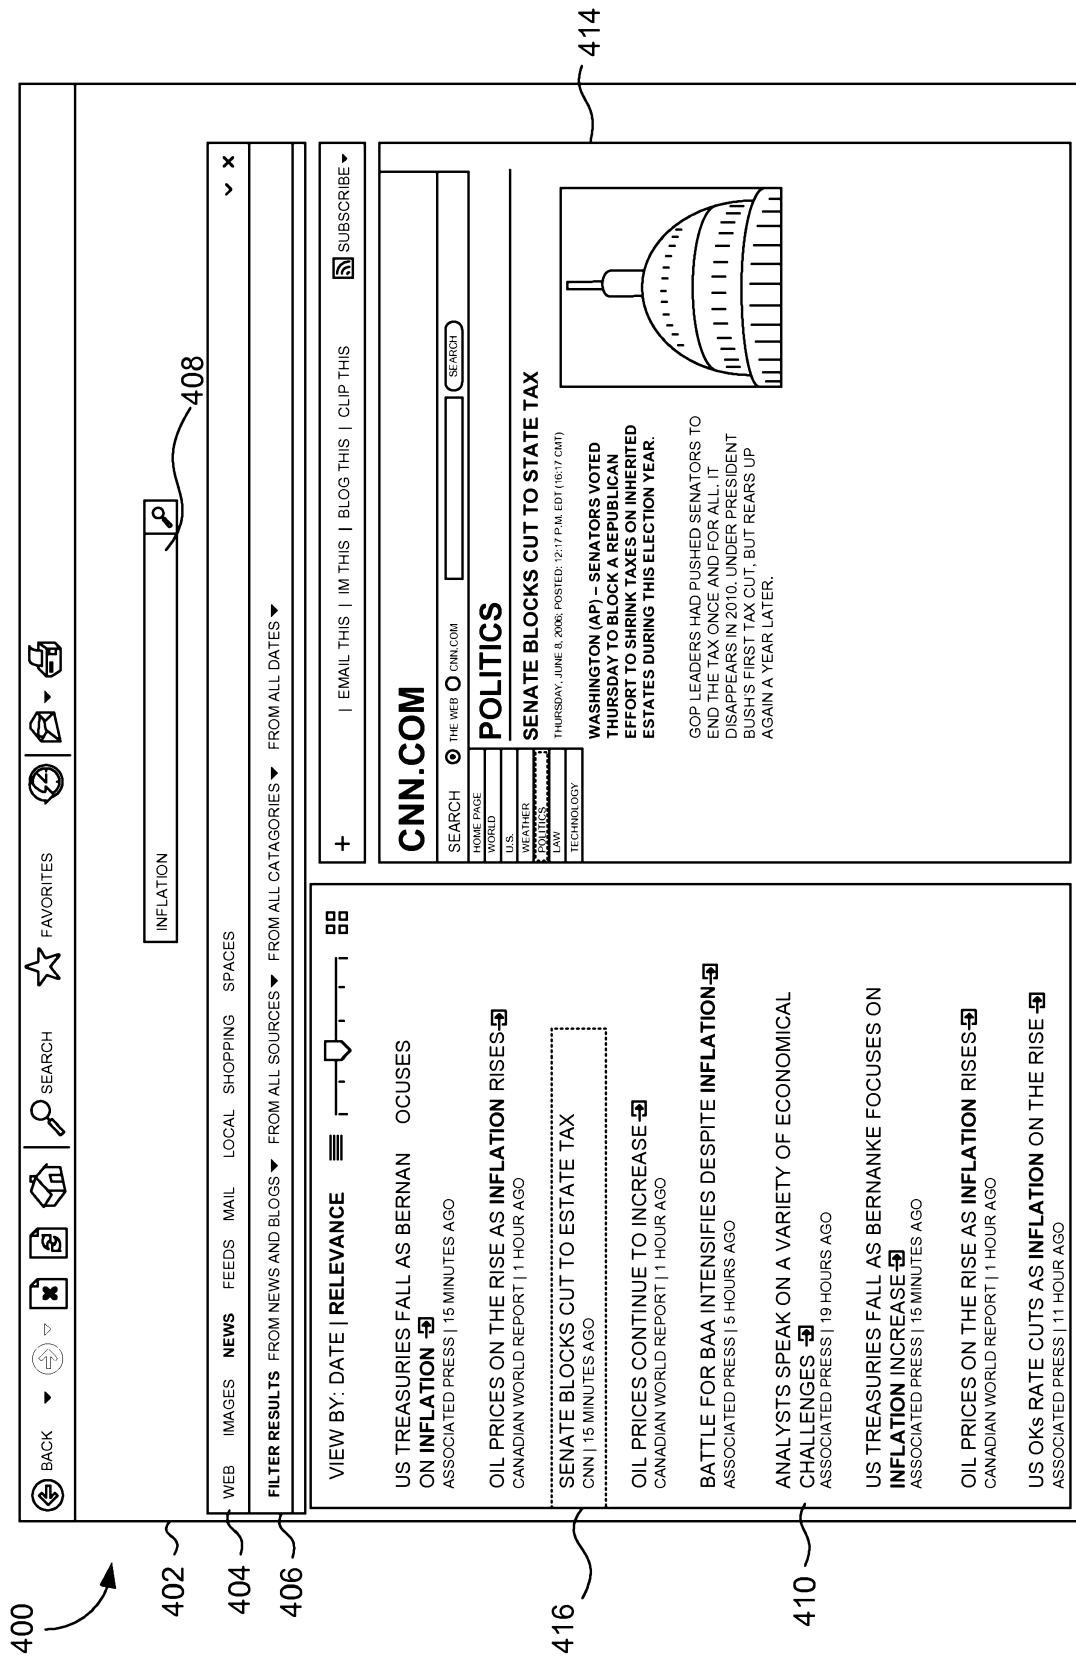 400
402
404
406
408
410
414
416
BACK
SEARCH
FAVORITES
INFLATION
WEB IMAGES NEWS FEEDS MAIL LOCAL SHOPPING SPACES
FILTER RESULTS FROM NEWS AND BLOGS FROM ALL SOURCES FROM ALL CATAGORIES FROM ALL DATES
VIEW BY: DATE | RELEVANCE
US TREASURIES FALL AS BERNAN OCUSES
ON INFLATION
ASSOCIATED PRESS | 15 MINUTES AGO
OIL PRICES ON THE RISE AS INFLATION RISES
CANADIAN WORLD REPORT | 1 HOUR AGO
SENATE BLOCKS CUT TO ESTATE TAX
CNN | 15 MINUTES AGO
OIL PRICES CONTINUE TO INCREASE
CANADIAN WORLD REPORT | 1 HOUR AGO
BATTLE FOR BAA INTENSIFIES DESPITE INFLATION
ASSOCIATED PRESS | 5 HOURS AGO
ANALYSTS SPEAK ON A VARIETY OF ECONOMICAL
CHALLENGES
ASSOCIATED PRESS | 19 HOURS AGO
US TREASURIES FALL AS BERNANKE FOCUSES ON
INFLATION INCREASE
ASSOCIATED PRESS | 15 MINUTES AGO
OIL PRICES ON THE RISE AS INFLATION RISES
CANADIAN WORLD REPORT | 1 HOUR AGO
US OKs RATE CUTS AS INFLATION ON THE RISE
ASSOCIATED PRESS | 11 HOUR AGO
+ | EMAIL THIS | IM THIS | BLOG THIS | CLIP THIS SUBSCRIBE
CNN.COM
SEARCH THE WEB CNN.COM SEARCH
HOME PAGE
WORLD
U.S.
WEATHER
POLITICS
LAW
TECHNOLOGY
POLITICS
SENATE BLOCKS CUT TO STATE TAX
THURSDAY, JUNE 8, 2006; POSTED: 12:17 P.M. EDT (16:17 CMT)
WASHINGTON (AP) – SENATORS VOTED
THURSDAY TO BLOCK A REPUBLICAN
EFFORT TO SHRINK TAXES ON INHERITED
ESTATES DURING THIS ELECTION YEAR.
GOP LEADERS HAD PUSHED SENATORS TO
END THE TAX ONCE AND FOR ALL. IT
DISAPPEARS IN 2010. UNDER PRESIDENT
BUSH'S FIRST TAX CUT, BUT REARS UP
AGAIN A YEAR LATER.